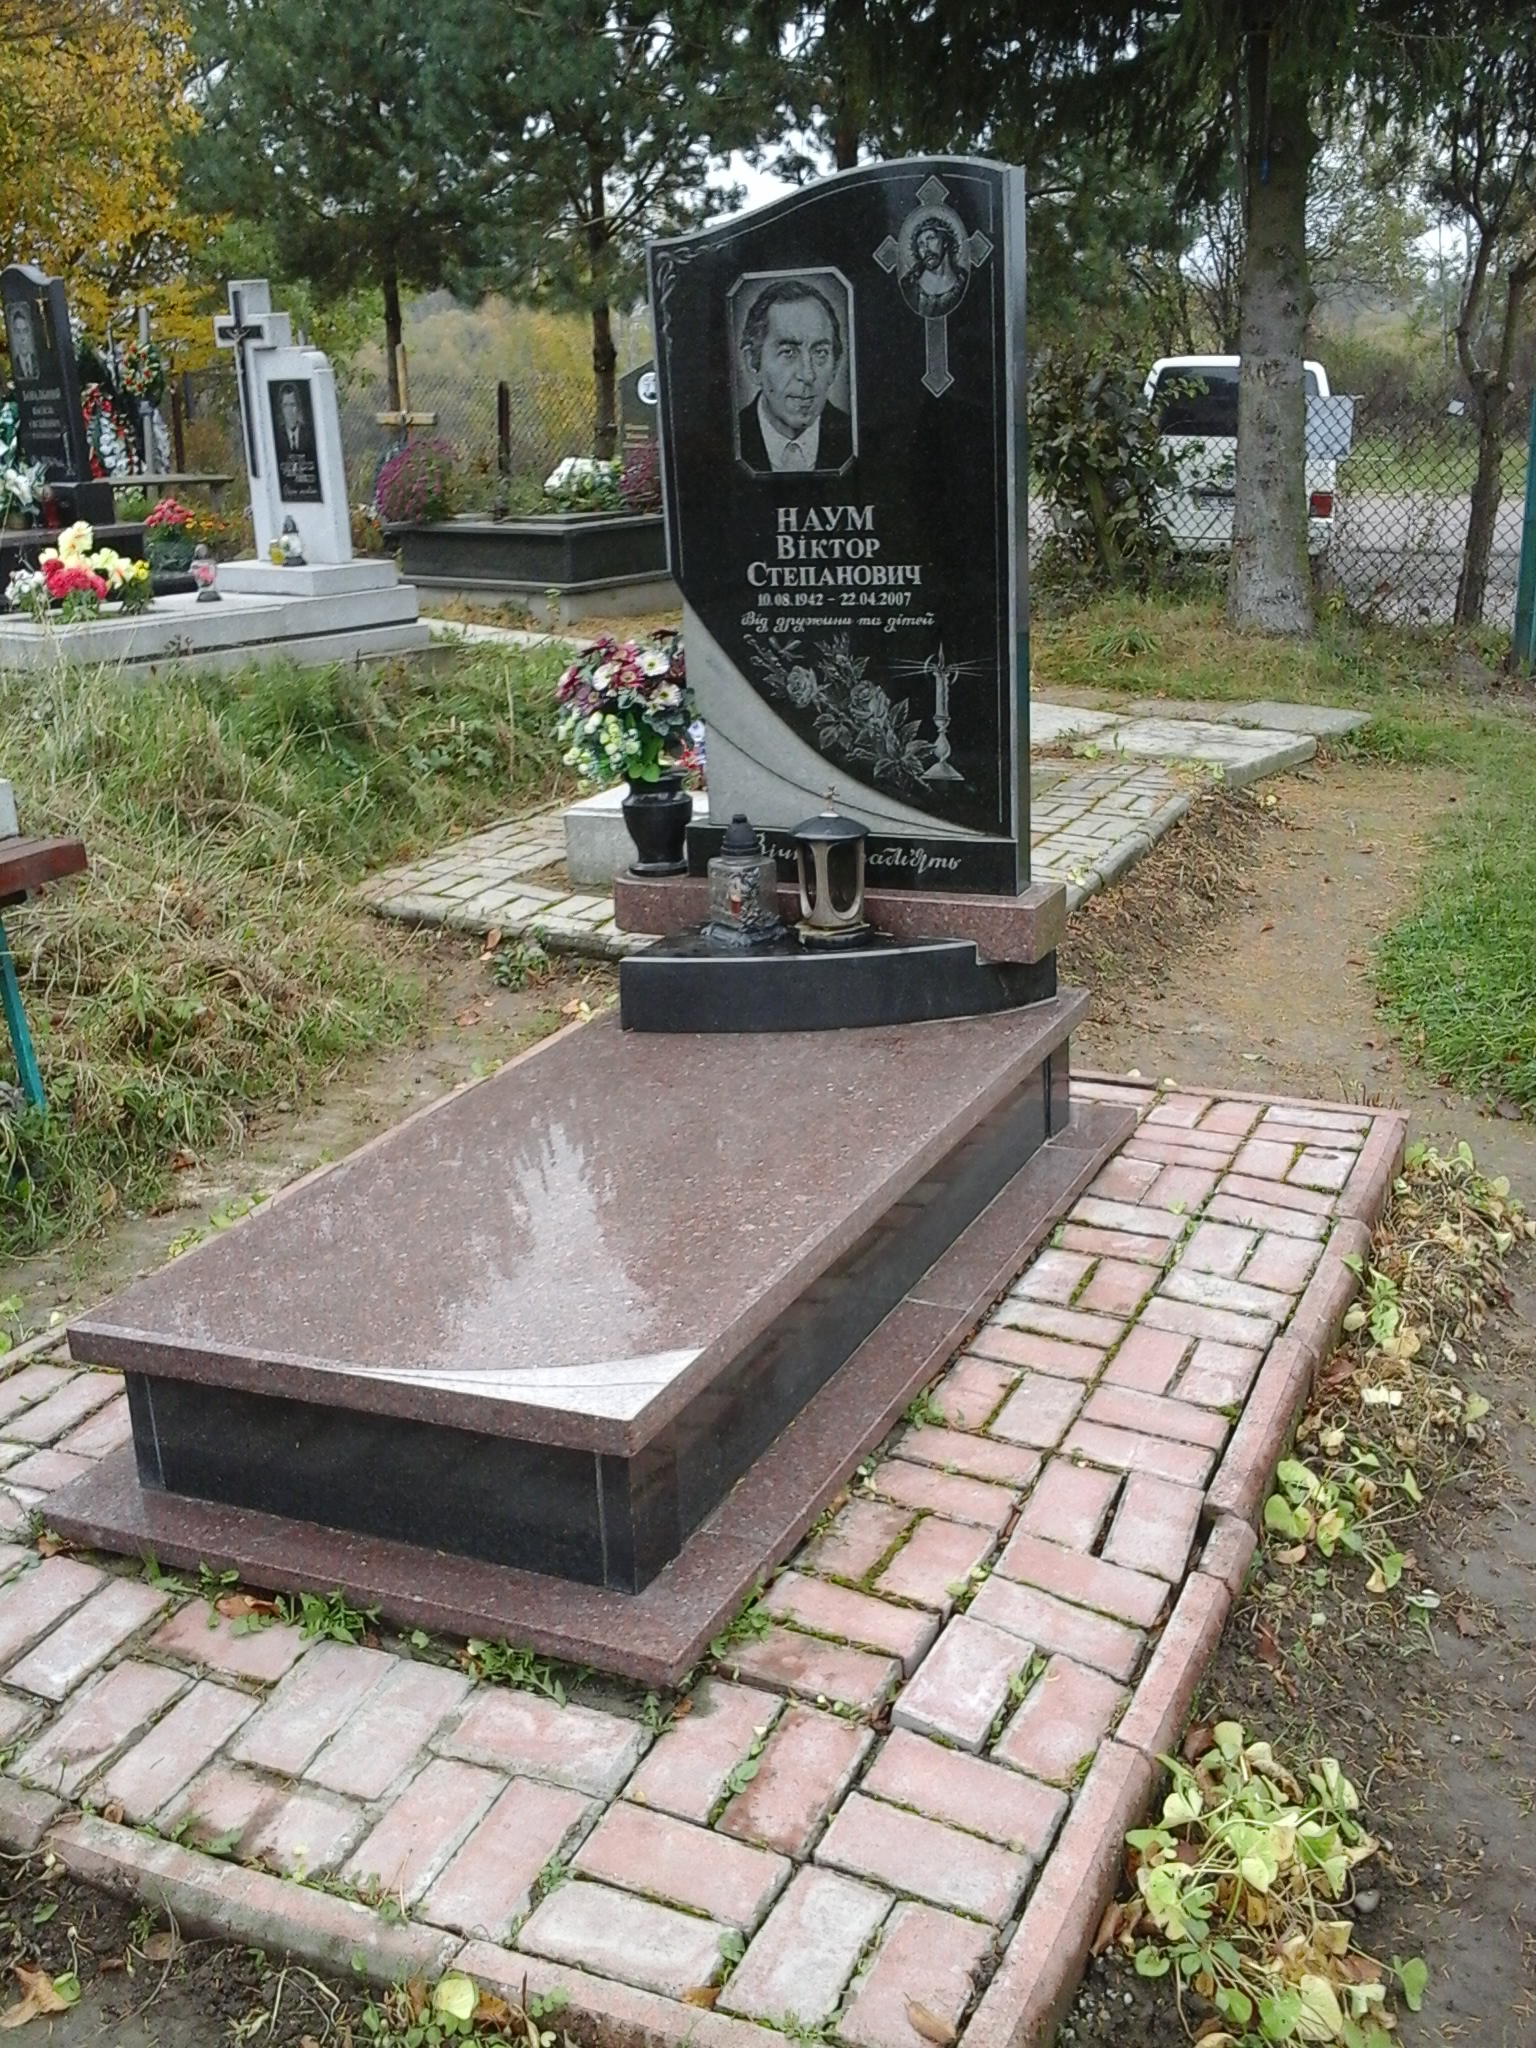 НАУМ
ВІКТОР
СТЕПАНОВИЧ
10.08.1942 – 22.04.2007
Від дружини та дітей